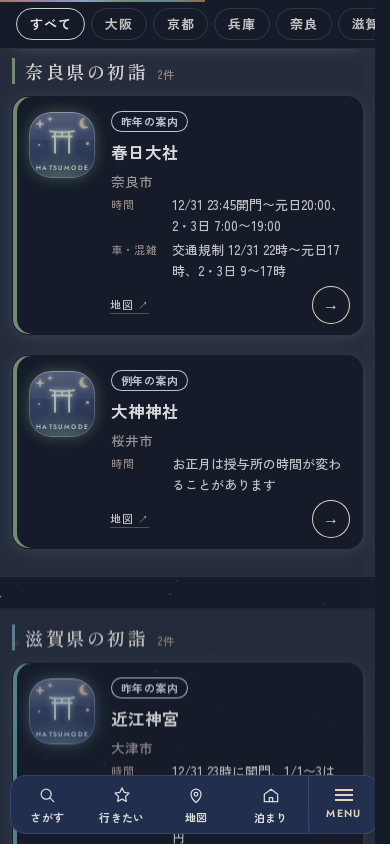 すべて
大阪
京都
兵庫
奈良
滋賀
奈良県の初詣 2件
昨年の案内
春日大社
奈良市
時間 12/31 23:45開門〜元日20:00、
2・3日 7:00〜19:00
車・混雑 交通規制 12/31 22時〜元日17
時、2・3日 9〜17時
HATSUMODE
地図 ↗
→
例年の案内
大神神社
桜井市
時間 お正月は授与所の時間が変わ
ることがあります
HATSUMODE
地図 ↗
→
滋賀県の初詣 2件
昨年の案内
近江神宮
大津市
HATSUMODE
時間 12/31 23時に開門、1/1〜3は
さがす
行きたい
地図
泊まり
MENU
円